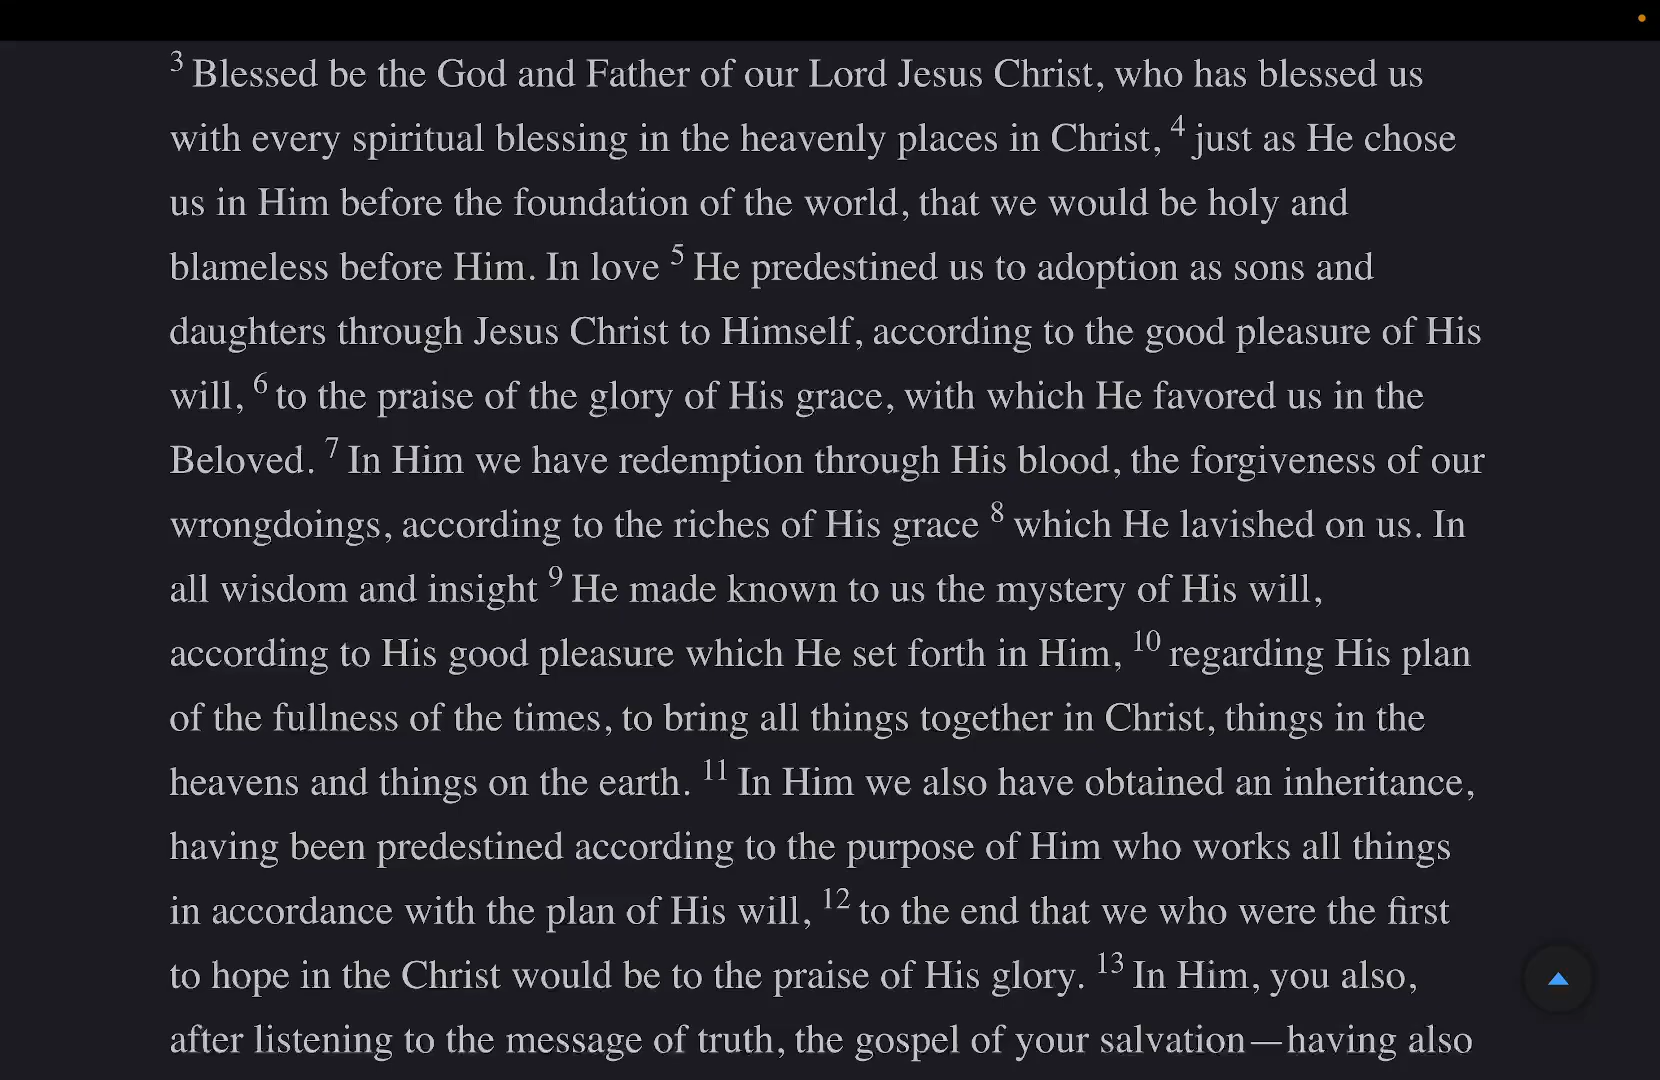 3 Blessed be the God and Father of our Lord Jesus Christ, who has blessed us
with every spiritual blessing in the heavenly places in Christ, 4 just as He chose
us in Him before the foundation of the world, that we would be holy and
blameless before Him. In love 5 He predestined us to adoption as sons and
daughters through Jesus Christ to Himself, according to the good pleasure of His
will, 6 to the praise of the glory of His grace, with which He favored us in the
Beloved. 7 In Him we have redemption through His blood, the forgiveness of our
wrongdoings, according to the riches of His grace 8 which He lavished on us. In
all wisdom and insight 9 He made known to us the mystery of His will,
according to His good pleasure which He set forth in Him, 10 regarding His plan
of the fullness of the times, to bring all things together in Christ, things in the
heavens and things on the earth. 11 In Him we also have obtained an inheritance,
having been predestined according to the purpose of Him who works all things
in accordance with the plan of His will, 12 to the end that we who were the first
to hope in the Christ would be to the praise of His glory. 13 In Him, you also,
after listening to the message of truth, the gospel of your salvation—having also